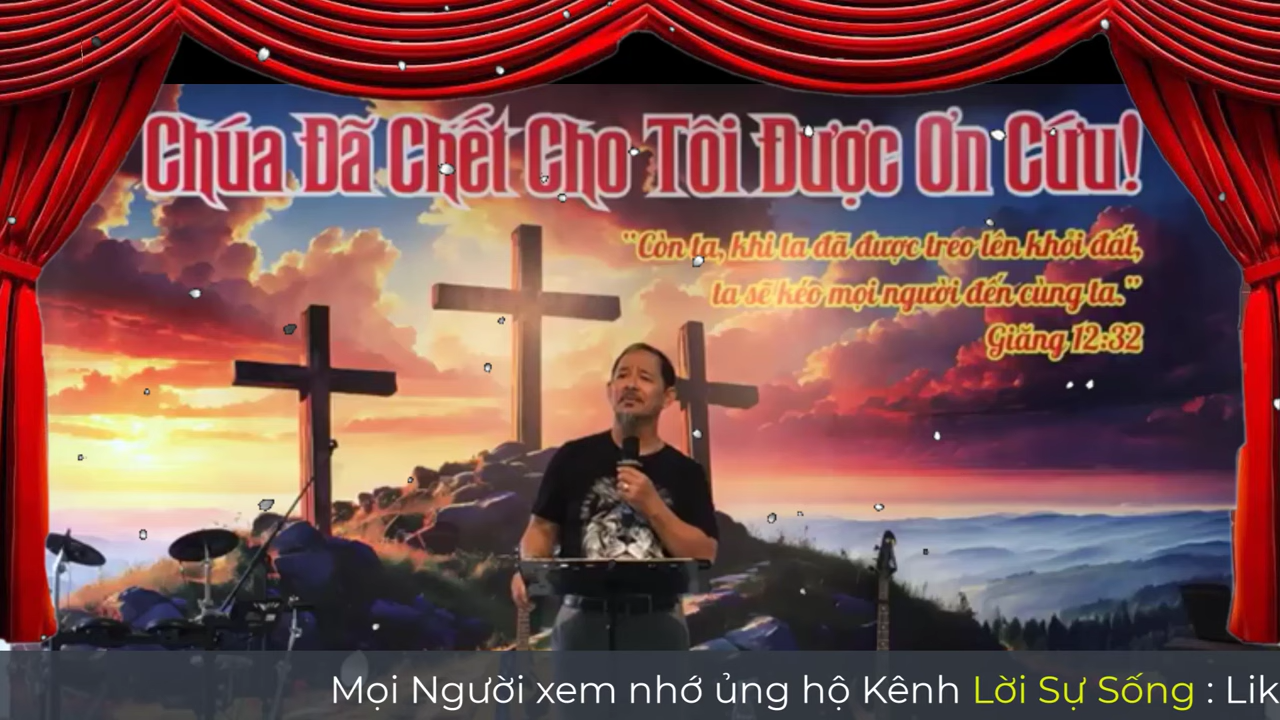 Chúa Đã Chết Cho Tôi Được Ơn Cứu!
"Còn ta, khi ta đã được treo lên khỏi đất,
ta sẽ kéo mọi người đến cùng ta."
Giăng 12:32
Mọi Người xem nhớ ủng hộ Kênh Lời Sự Sống : Lik